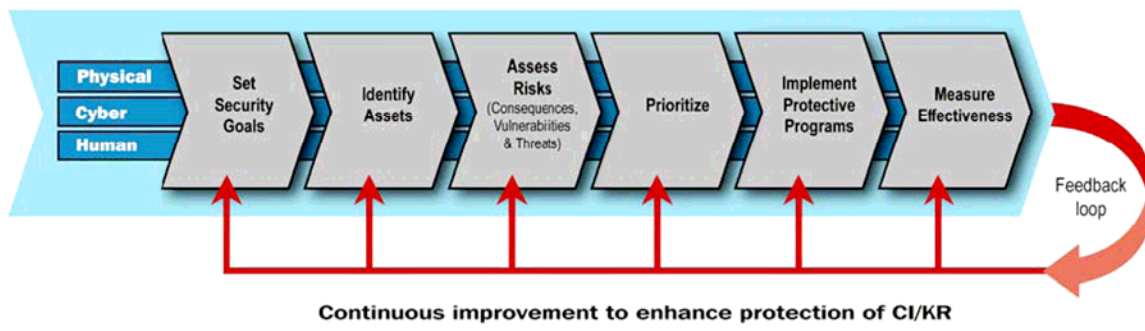 Physical
Cyber
Human
Set
Security
Goals
Identify
Assets
Assess
Risks
(Consequences,
Vulnerabiities
& Threats)
Prioritize
Implement
Protective
Programs
Measure
Effectiveness
Feedback
loop
Continuous improvement to enhance protection of CI/KR